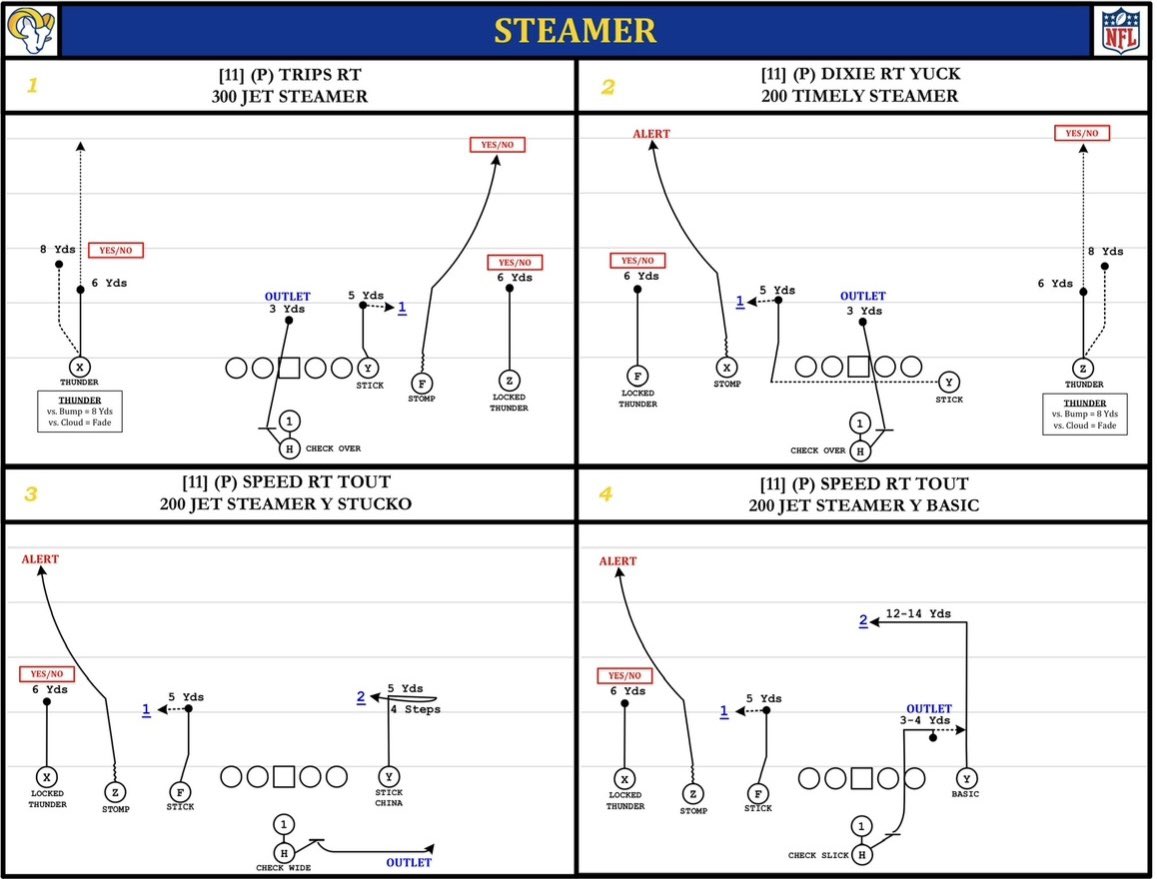 STEAMER
NFL
1
[11] (P) TRIPS RT
300 JET STEAMER
YES/NO
8 Yds
YES/NO
6 Yds
YES/NO
6 Yds
OUTLET
3 Yds
5 Yds
1
X
THUNDER
Y
STICK
F
STOMP
Z
LOCKED
THUNDER
THUNDER
vs. Bump = 8 Yds
vs. Cloud = Fade
1
H
CHECK OVER
2
[11] (P) DIXIE RT YUCK
200 TIMELY STEAMER
ALERT
YES/NO
8 Yds
YES/NO
6 Yds
6 Yds
1
5 Yds
OUTLET
3 Yds
F
LOCKED
THUNDER
X
STOMP
Y
STICK
Z
THUNDER
THUNDER
vs. Bump = 8 Yds
vs. Cloud = Fade
1
CHECK OVER
H
3
[11] (P) SPEED RT TOUT
200 JET STEAMER Y STUCKO
ALERT
YES/NO
6 Yds
1
5 Yds
2
5 Yds
4 Steps
X
LOCKED
THUNDER
Z
STOMP
F
STICK
Y
STICK
CHINA
1
H
CHECK WIDE
OUTLET
4
[11] (P) SPEED RT TOUT
200 JET STEAMER Y BASIC
ALERT
2
12-14 Yds
YES/NO
6 Yds
1
5 Yds
OUTLET
3-4 Yds
X
LOCKED
THUNDER
Z
STOMP
F
STICK
Y
BASIC
1
CHECK SLICK
H